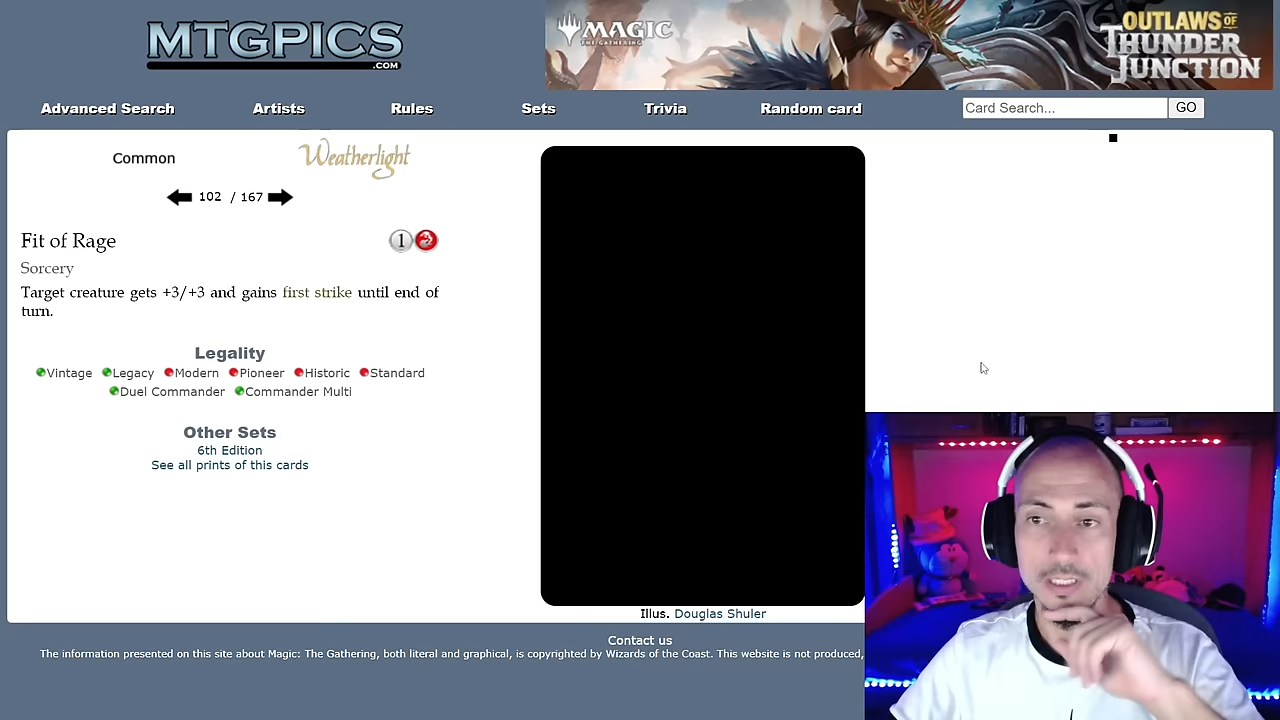 MTGPICS
.COM
MAGIC
THE GATHERING
OUTLAWS OF
THUNDER
JUNCTION
Advanced Search
Artists
Rules
Sets
Trivia
Random card
Card Search...
GO
Common
Weatherlight
102 / 167
Fit of Rage
1
Sorcery
Target creature gets +3/+3 and gains first strike until end of
turn.
Legality
Vintage Legacy Modern Pioneer Historic Standard
Duel Commander Commander Multi
Other Sets
6th Edition
See all prints of this cards
Illus. Douglas Shuler
Contact us
The information presented on this site about Magic: The Gathering, both literal and graphical, is copyrighted by Wizards of the Coast. This website is not produced,